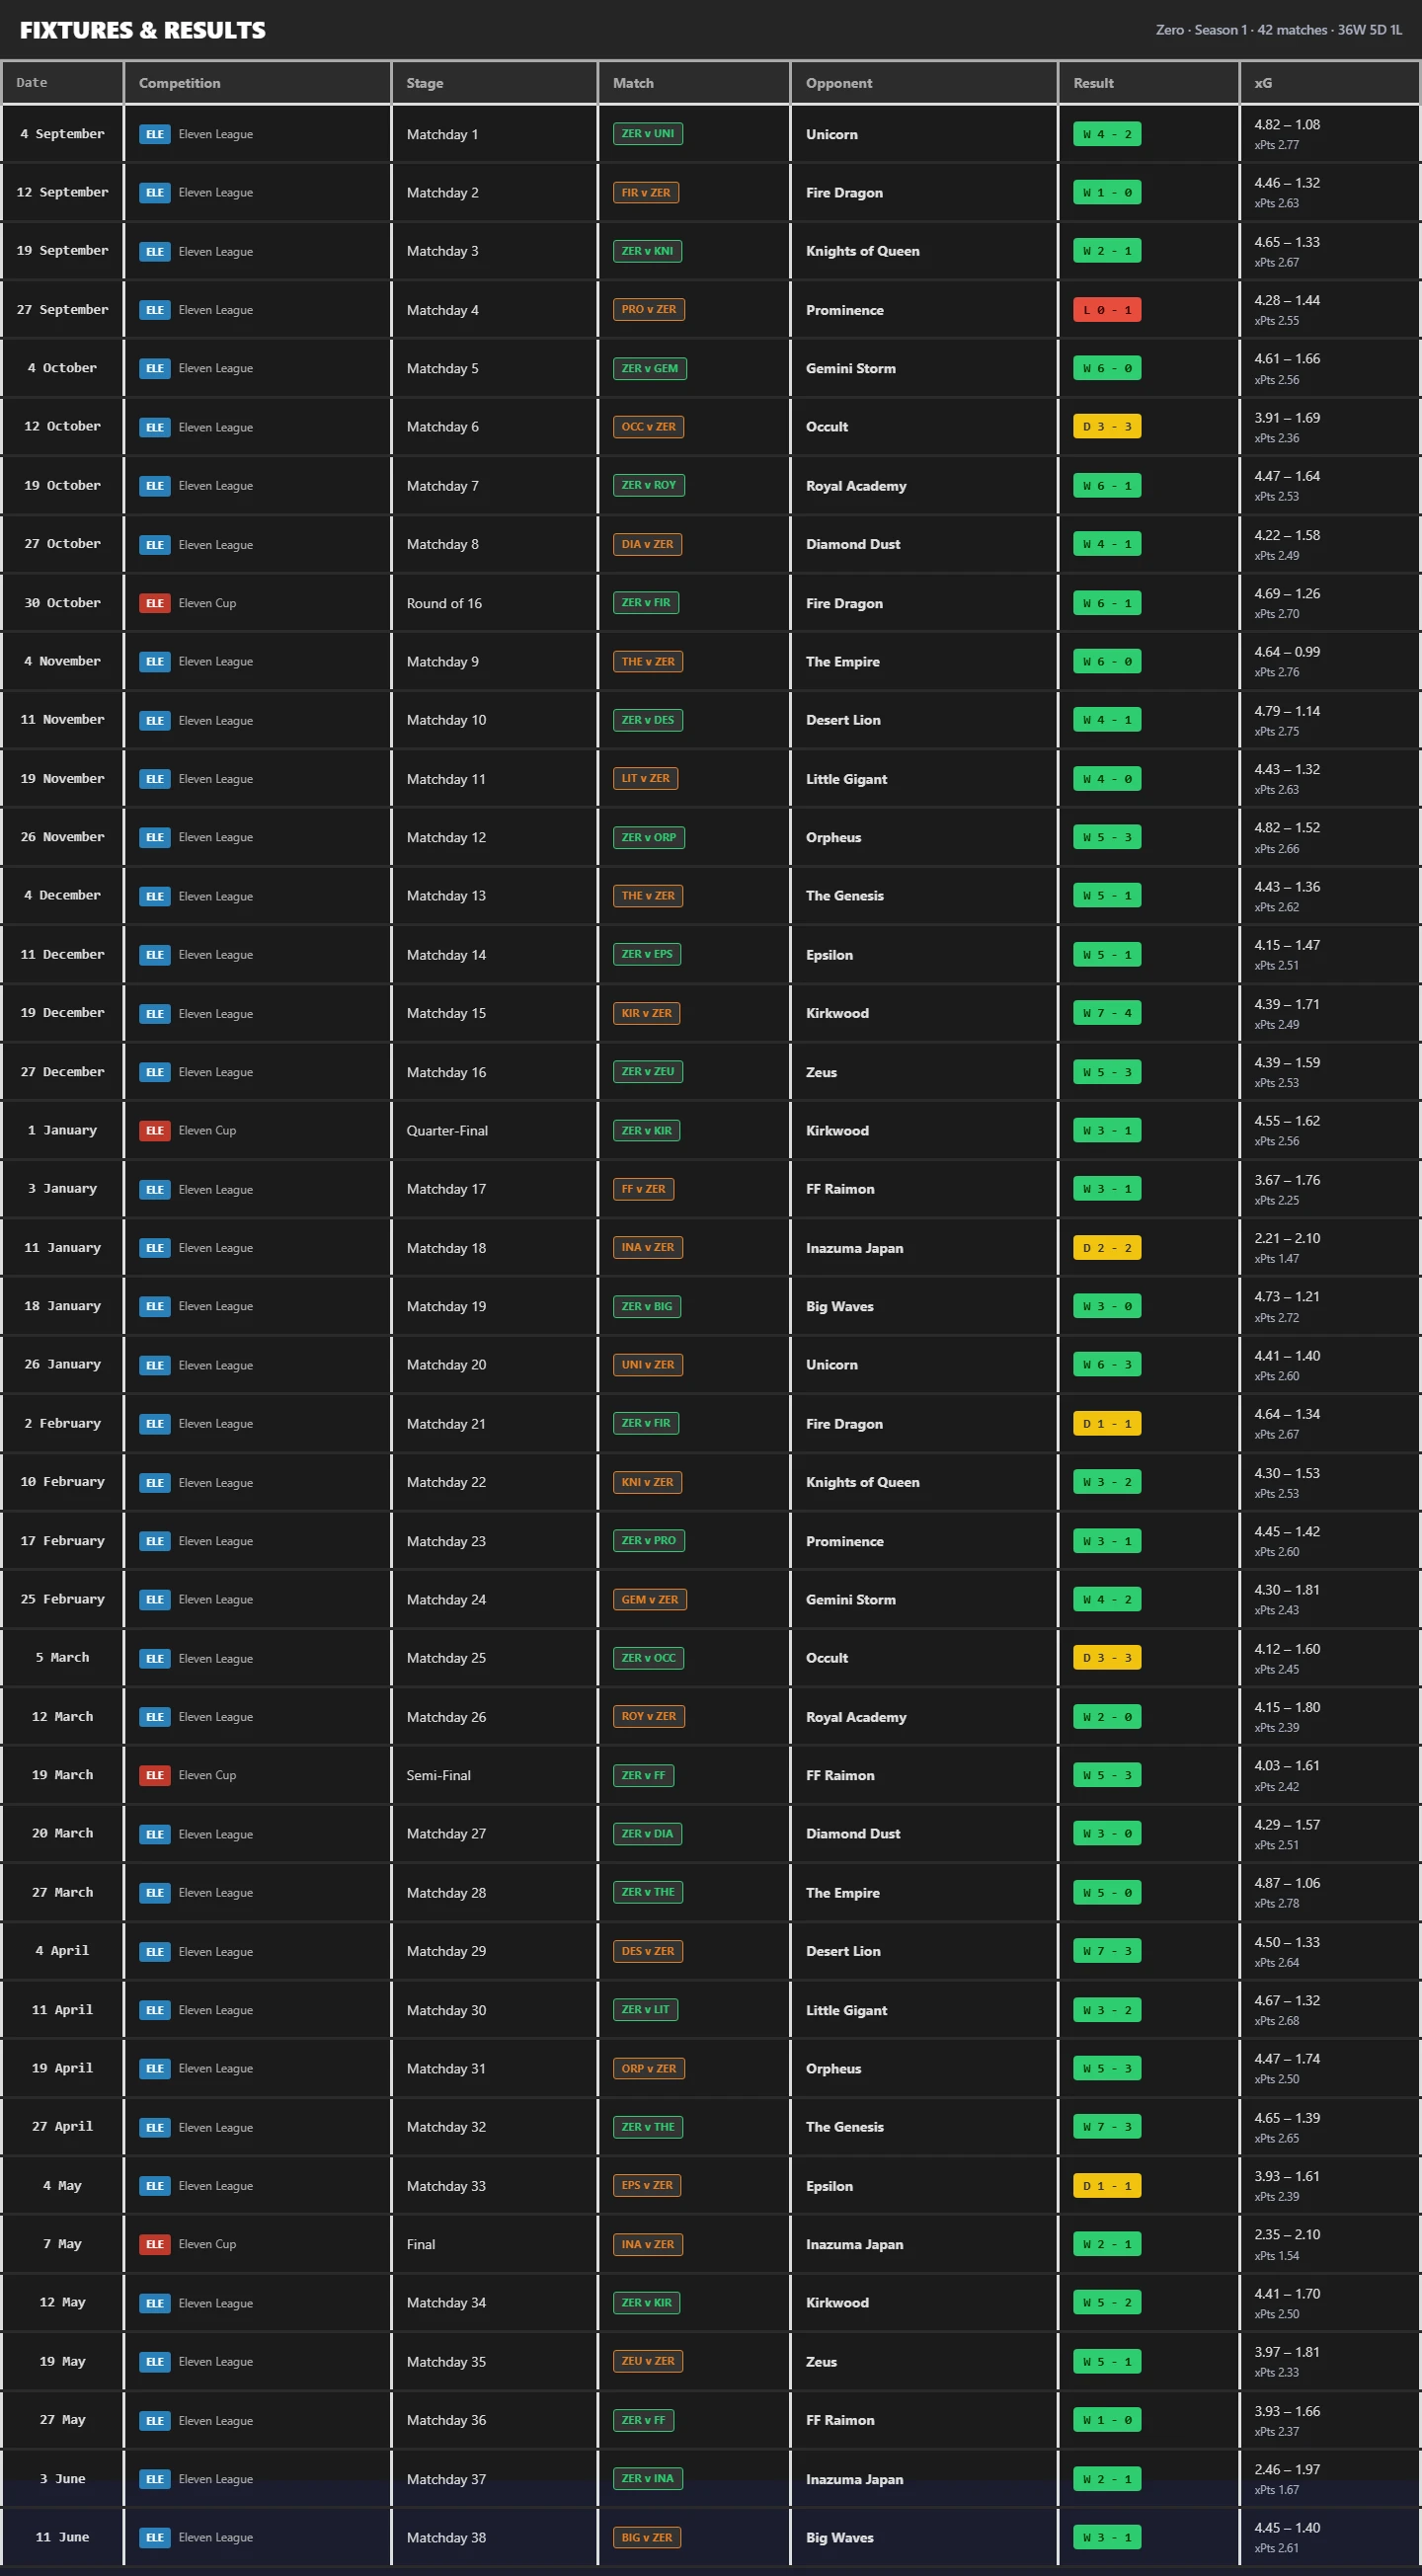 FIXTURES & RESULTS
Zero · Season 1 · 42 matches · 36W 5D 1L
Date Competition Stage Match Opponent Result xG
4 September ELE Eleven League Matchday 1 ZER v UNI Unicorn W 4 - 2 4.82 – 1.08
xPts 2.77
12 September ELE Eleven League Matchday 2 FIR v ZER Fire Dragon W 1 - 0 4.46 – 1.32
xPts 2.63
19 September ELE Eleven League Matchday 3 ZER v KNI Knights of Queen W 2 - 1 4.65 – 1.33
xPts 2.67
27 September ELE Eleven League Matchday 4 PRO v ZER Prominence L 0 - 1 4.28 – 1.44
xPts 2.55
4 October ELE Eleven League Matchday 5 ZER v GEM Gemini Storm W 6 - 0 4.61 – 1.66
xPts 2.56
12 October ELE Eleven League Matchday 6 OCC v ZER Occult D 3 - 3 3.91 – 1.69
xPts 2.36
19 October ELE Eleven League Matchday 7 ZER v ROY Royal Academy W 6 - 1 4.47 – 1.64
xPts 2.53
27 October ELE Eleven League Matchday 8 DIA v ZER Diamond Dust W 4 - 1 4.22 – 1.58
xPts 2.49
30 October ELE Eleven Cup Round of 16 ZER v FIR Fire Dragon W 6 - 1 4.69 – 1.26
xPts 2.70
4 November ELE Eleven League Matchday 9 THE v ZER The Empire W 6 - 0 4.64 – 0.99
xPts 2.76
11 November ELE Eleven League Matchday 10 ZER v DES Desert Lion W 4 - 1 4.79 – 1.14
xPts 2.75
19 November ELE Eleven League Matchday 11 LIT v ZER Little Gigant W 4 - 0 4.43 – 1.32
xPts 2.63
26 November ELE Eleven League Matchday 12 ZER v ORP Orpheus W 5 - 3 4.82 – 1.52
xPts 2.66
4 December ELE Eleven League Matchday 13 THE v ZER The Genesis W 5 - 1 4.43 – 1.36
xPts 2.62
11 December ELE Eleven League Matchday 14 ZER v EPS Epsilon W 5 - 1 4.15 – 1.47
xPts 2.51
19 December ELE Eleven League Matchday 15 KIR v ZER Kirkwood W 7 - 4 4.39 – 1.71
xPts 2.49
27 December ELE Eleven League Matchday 16 ZER v ZEU Zeus W 5 - 3 4.39 – 1.59
xPts 2.53
1 January ELE Eleven Cup Quarter-Final ZER v KIR Kirkwood W 3 - 1 4.55 – 1.62
xPts 2.56
3 January ELE Eleven League Matchday 17 FF v ZER FF Raimon W 3 - 1 3.67 – 1.76
xPts 2.25
11 January ELE Eleven League Matchday 18 INA v ZER Inazuma Japan D 2 - 2 2.21 – 2.10
xPts 1.47
18 January ELE Eleven League Matchday 19 ZER v BIG Big Waves W 3 - 0 4.73 – 1.21
xPts 2.72
26 January ELE Eleven League Matchday 20 UNI v ZER Unicorn W 6 - 3 4.41 – 1.40
xPts 2.60
2 February ELE Eleven League Matchday 21 ZER v FIR Fire Dragon D 1 - 1 4.64 – 1.34
xPts 2.67
10 February ELE Eleven League Matchday 22 KNI v ZER Knights of Queen W 3 - 2 4.30 – 1.53
xPts 2.53
17 February ELE Eleven League Matchday 23 ZER v PRO Prominence W 3 - 1 4.45 – 1.42
xPts 2.60
25 February ELE Eleven League Matchday 24 GEM v ZER Gemini Storm W 4 - 2 4.30 – 1.81
xPts 2.43
5 March ELE Eleven League Matchday 25 ZER v OCC Occult D 3 - 3 4.12 – 1.60
xPts 2.45
12 March ELE Eleven League Matchday 26 ROY v ZER Royal Academy W 2 - 0 4.15 – 1.80
xPts 2.39
19 March ELE Eleven Cup Semi-Final ZER v FF FF Raimon W 5 - 3 4.03 – 1.61
xPts 2.42
20 March ELE Eleven League Matchday 27 ZER v DIA Diamond Dust W 3 - 0 4.29 – 1.57
xPts 2.51
27 March ELE Eleven League Matchday 28 ZER v THE The Empire W 5 - 0 4.87 – 1.06
xPts 2.78
4 April ELE Eleven League Matchday 29 DES v ZER Desert Lion W 7 - 3 4.50 – 1.33
xPts 2.64
11 April ELE Eleven League Matchday 30 ZER v LIT Little Gigant W 3 - 2 4.67 – 1.32
xPts 2.68
19 April ELE Eleven League Matchday 31 ORP v ZER Orpheus W 5 - 3 4.47 – 1.74
xPts 2.50
27 April ELE Eleven League Matchday 32 ZER v THE The Genesis W 7 - 3 4.65 – 1.39
xPts 2.65
4 May ELE Eleven League Matchday 33 EPS v ZER Epsilon D 1 - 1 3.93 – 1.61
xPts 2.39
7 May ELE Eleven Cup Final INA v ZER Inazuma Japan W 2 - 1 2.35 – 2.10
xPts 1.54
12 May ELE Eleven League Matchday 34 ZER v KIR Kirkwood W 5 - 2 4.41 – 1.70
xPts 2.50
19 May ELE Eleven League Matchday 35 ZEU v ZER Zeus W 5 - 1 3.97 – 1.81
xPts 2.33
27 May ELE Eleven League Matchday 36 ZER v FF FF Raimon W 1 - 0 3.93 – 1.66
xPts 2.37
3 June ELE Eleven League Matchday 37 ZER v INA Inazuma Japan W 2 - 1 2.46 – 1.97
xPts 1.67
11 June ELE Eleven League Matchday 38 BIG v ZER Big Waves W 3 - 1 4.45 – 1.40
xPts 2.61